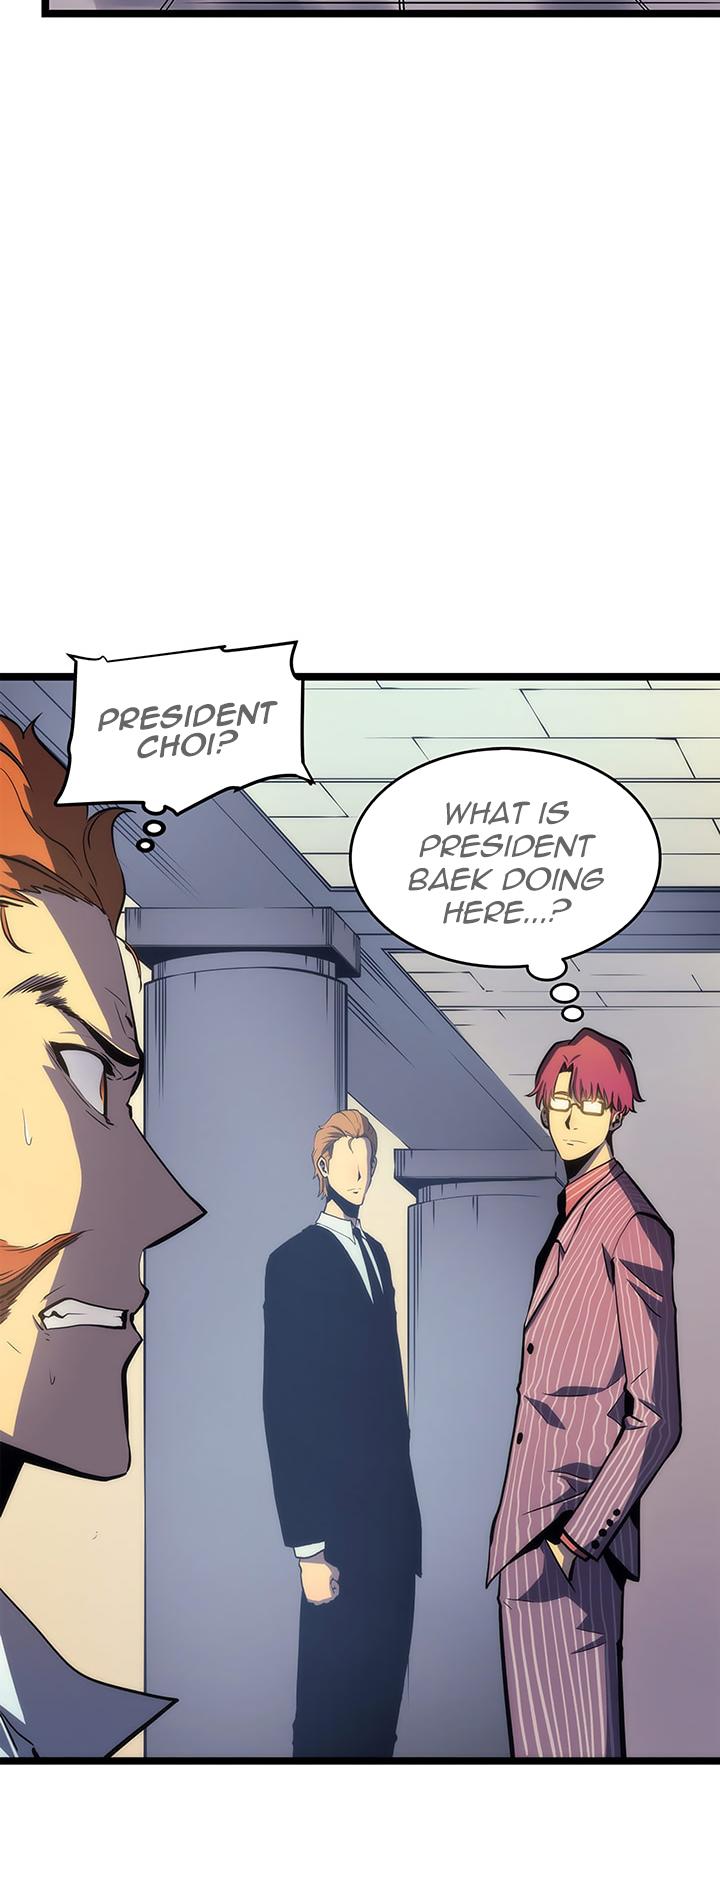 PRESIDENT
CHOI?
WHAT IS
PRESIDENT
BAEK DOING
HERE...?